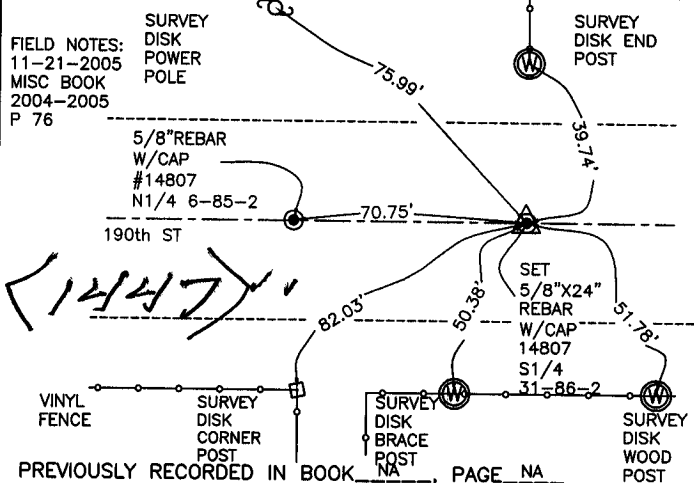 FIELD NOTES:
11-21-2005
MISC BOOK
2004-2005
P 76
SURVEY
DISK
POWER
POLE
SURVEY
DISK END
POST
75.99'
39.74'
5/8"REBAR
W/CAP
#14807
N1/4 6-85-2
70.75'
190th ST
<1447>
82.03'
50.38'
51.78'
SET
5/8"X24"
REBAR
W/CAP
14807
S1/4
31-86-2
VINYL
FENCE
SURVEY
DISK
CORNER
POST
SURVEY
DISK
BRACE
POST
SURVEY
DISK
WOOD
POST
W
W
W
PREVIOUSLY RECORDED IN BOOK NA, PAGE NA